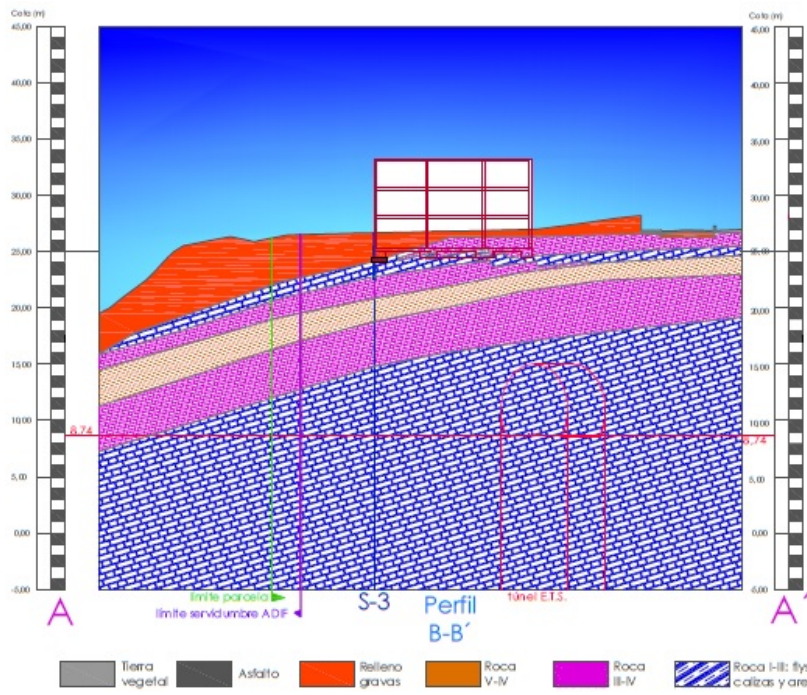 Cota (m)
Cota (m)
45,00
45,00
40,00
40,00
35,00
35,00
30,00
30,00
25,00
25,00
20,00
20,00
15,00
15,00
10,00
10,00
8,74
8,74
5,00
5,00
0,00
0,00
-5,00
-5,00
límite parcela
límite servidumbre ADIF
S-3
Perfil
B-B´
túnel E.T.S.
A
A´
Tierra vegetal
Asfalto
Relleno gravas
Roca V-IV
Roca III-IV
Roca I-III: flys
calizas y are